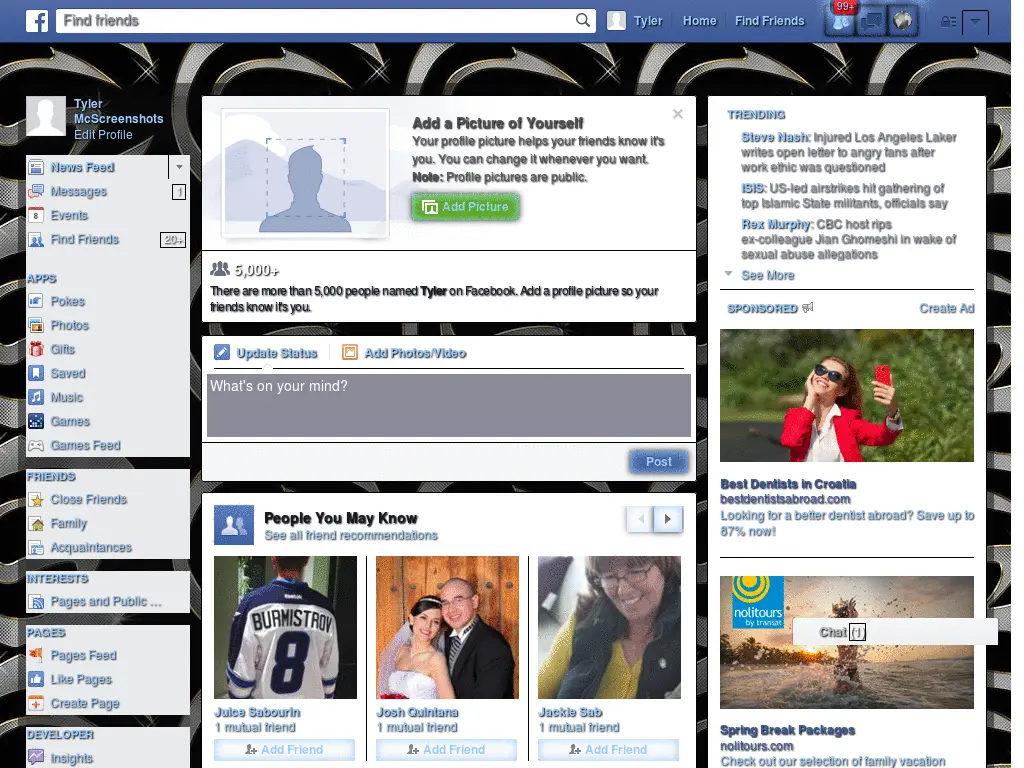 Find friends
Tyler
Home
Find Friends
99+
Tyler
McScreenshots
Edit Profile
News Feed
Messages
1
Events
8
Find Friends
20+
APPS
Pokes
Photos
Gifts
Saved
Music
Games
Games Feed
FRIENDS
Close Friends
Family
Acquaintances
INTERESTS
Pages and Public ...
PAGES
Pages Feed
Like Pages
Create Page
DEVELOPER
Insights
Add a Picture of Yourself
Your profile picture helps your friends know it's
you. You can change it whenever you want.
Note: Profile pictures are public.
Add Picture
5,000+
There are more than 5,000 people named Tyler on Facebook. Add a profile picture so your
friends know it's you.
Update Status
Add Photos/Video
What's on your mind?
Post
People You May Know
See all friend recommendations
REEBOK
BURMISTROV
8
Juice Sabourin
1 mutual friend
Add Friend
Josh Quintana
1 mutual friend
Add Friend
Jackie Sab
1 mutual friend
Add Friend
TRENDING
Steve Nash: Injured Los Angeles Laker
writes open letter to angry fans after
work ethic was questioned
ISIS: US-led airstrikes hit gathering of
top Islamic State militants, officials say
Rex Murphy: CBC host rips
ex-colleague Jian Ghomeshi in wake of
sexual abuse allegations
See More
SPONSORED
Create Ad
Best Dentists in Croatia
bestdentistsabroad.com
Looking for a better dentist abroad? Save up to
87% now!
nolitours
by transat
Chat (1)
Spring Break Packages
nolitours.com
Check out our selection of family vacation